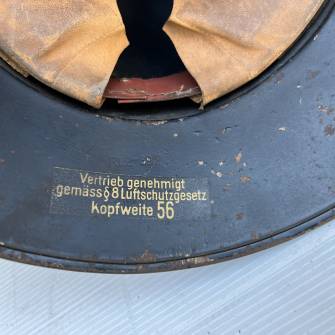 Vertrieb genehmigt
gemäss § 8 Luftschutzgesetz
Kopfweite 56